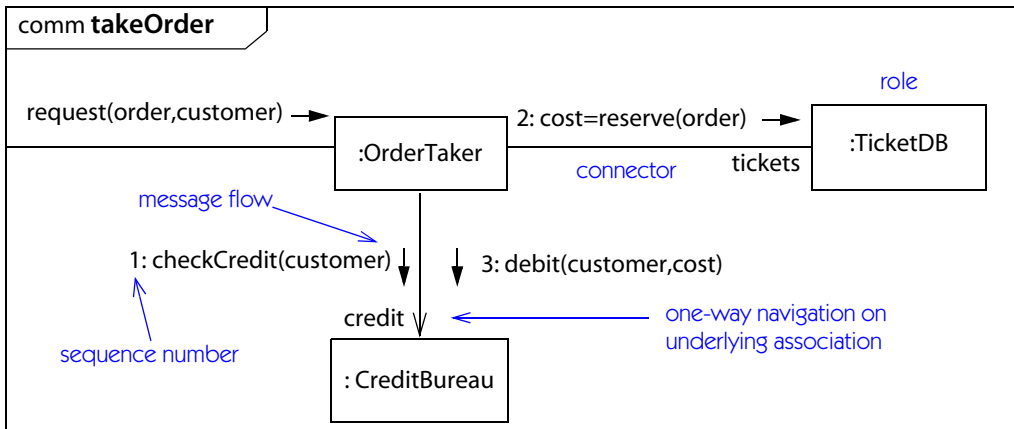 comm takeOrder
role
request(order,customer)
2: cost=reserve(order)
:OrderTaker
:TicketDB
tickets
connector
message flow
1: checkCredit(customer)
3: debit(customer,cost)
credit
one-way navigation on
underlying association
sequence number
: CreditBureau